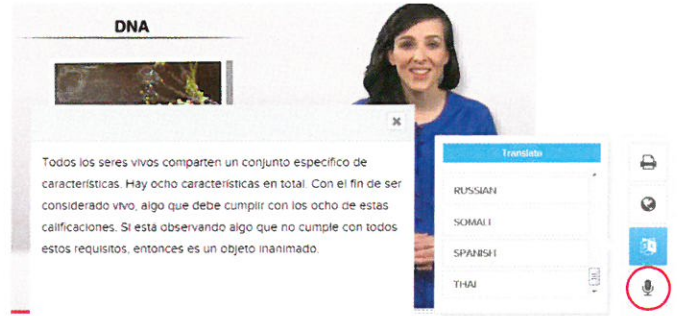 DNA
Todos los seres vivos comparten un conjunto específico de
características. Hay ocho características en total. Con el fin de ser
considerado vivo, algo que debe cumplir con los ocho de estas
calificaciones. Si está observando algo que no cumple con todos
estos requisitos, entonces es un objeto inanimado.
Translate
RUSSIAN
SOMALI
SPANISH
THAI